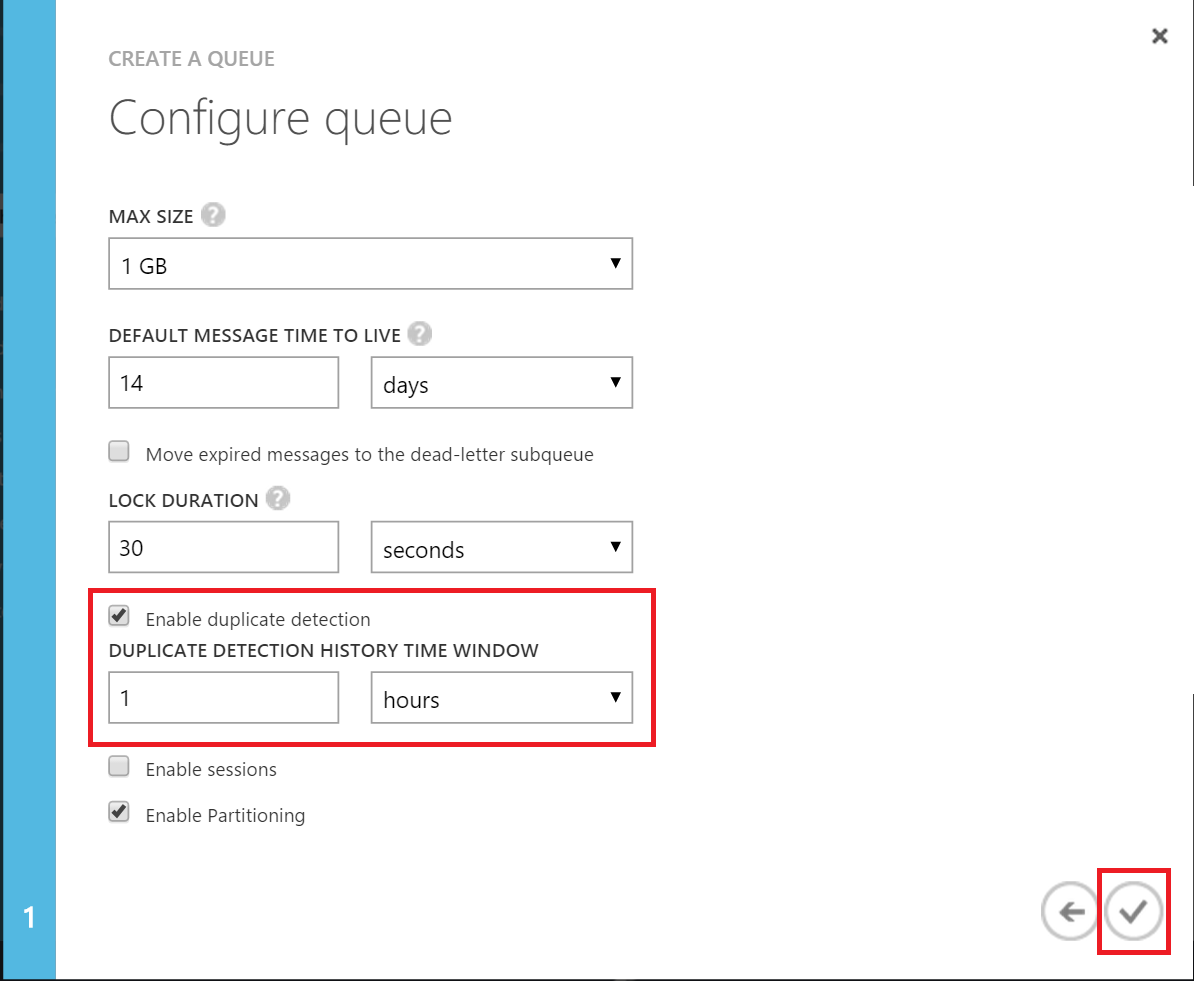 CREATE A QUEUE
Configure queue
MAX SIZE ?
1 GB
DEFAULT MESSAGE TIME TO LIVE ?
14 days
Move expired messages to the dead-letter subqueue
LOCK DURATION ?
30 seconds
Enable duplicate detection
DUPLICATE DETECTION HISTORY TIME WINDOW
1 hours
Enable sessions
Enable Partitioning
1